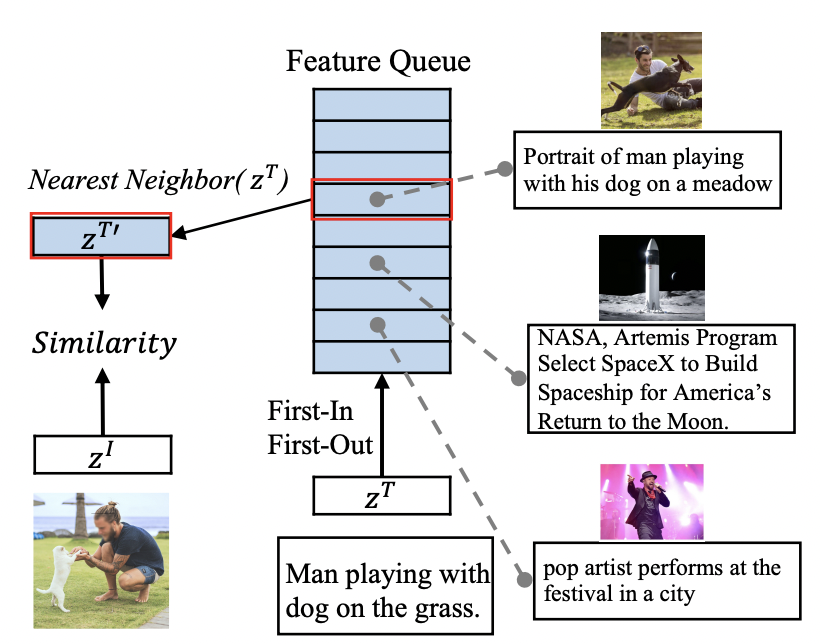 Feature Queue
Nearest Neighbor( z^T)
z^T′
Similarity
z^I
First-In
First-Out
z^T
Man playing with
dog on the grass.
Portrait of man playing
with his dog on a meadow
NASA, Artemis Program
Select SpaceX to Build
Spaceship for America’s
Return to the Moon.
pop artist performs at the
festival in a city